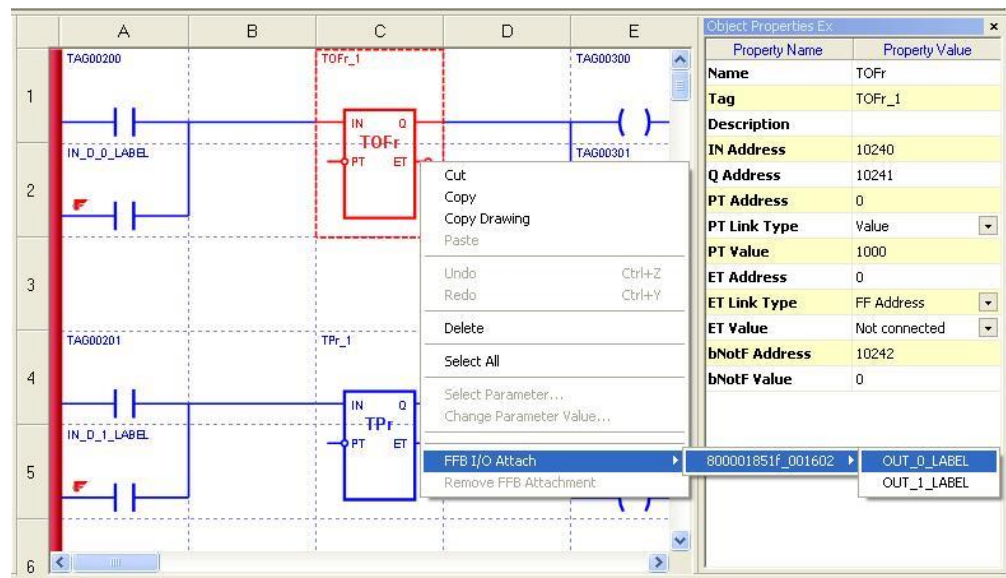 A B C D E
1
TAG00200
TOFr_1
TAG00300
IN Q
TOFr
PT ET
2
IN_D_0_LABEL
TAG00301
F
3
4
TAG00201
TPr_1
IN Q
TPr
PT ET
5
IN_D_1_LABEL
F
6
Cut
Copy
Copy Drawing
Paste
Undo Ctrl+Z
Redo Ctrl+Y
Delete
Select All
Select Parameter...
Change Parameter Value...
FFB I/O Attach
Remove FFB Attachment
800001851f_001602
OUT_0_LABEL
OUT_1_LABEL
Object Properties Ex
Property Name Property Value
Name TOFr
Tag TOFr_1
Description
IN Address 10240
Q Address 10241
PT Address 0
PT Link Type Value
PT Value 1000
ET Address 0
ET Link Type FF Address
ET Value Not connected
bNotF Address 10242
bNotF Value 0